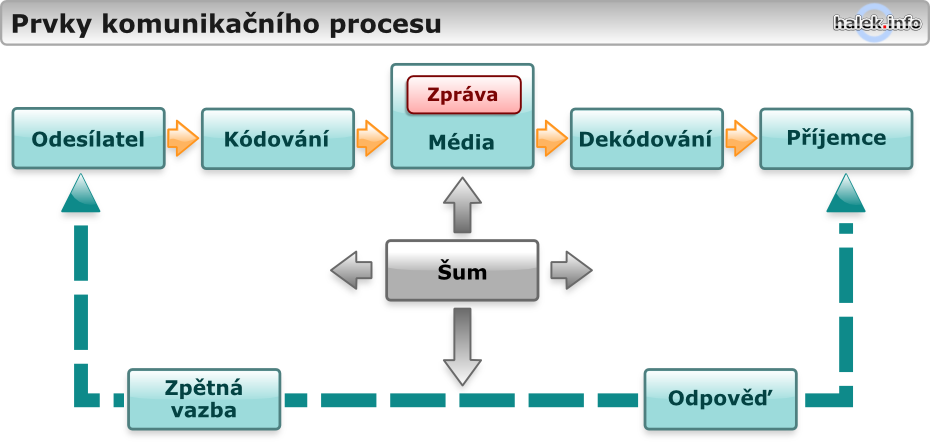 Prvky komunikačního procesu
halek.info
Zpráva
Odesílatel
Kódování
Média
Dekódování
Příjemce
Šum
Zpětná
vazba
Odpověď